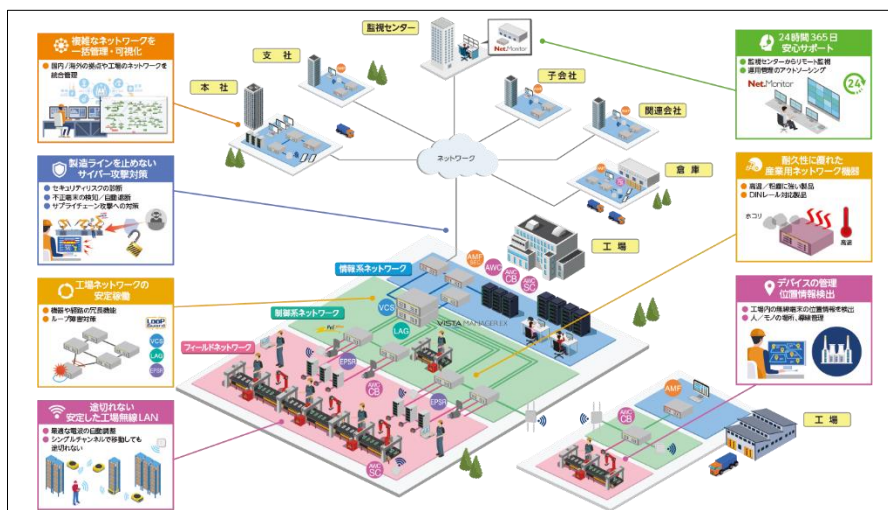 監視センター
Net.Monitor
支 社
本 社
子会社
関連会社
倉 庫
ネットワーク
工 場
複雑なネットワークを
一括管理・可視化
国内/海外の拠点や工場のネットワークを
統合管理
製造ラインを止めない
サイバー攻撃対策
セキュリティリスクの診断
不正端末の検知/自動遮断
サプライチェーン攻撃への対策
工場ネットワークの
安定稼働
機器や経路の冗長機能
ループ障害対策
LOOP
Guard
VCS
LAG
EPSR
途切れない
安定した工場無線LAN
最適な電波の自動調整
シングルチャンネルで移動しても
途切れない
24時間365日
安心サポート
監視センターからリモート監視
運用管理のアウトソーシング
Net.Monitor
24
耐久性に優れた
産業用ネットワーク機器
高温/粉塵に強い製品
DINレール対応製品
ホコリ
高温
デバイスの管理
位置情報検出
工場内の無線端末の位置情報を検出
人/モノの場所、導線管理
情報系ネットワーク
制御系ネットワーク
フィールドネットワーク
AMF
AWC
AWC
CB
AWC
SC
VCS
LAG
VISTA MANAGER EX
EPSR
AWC
CB
EPSR
AWC
SC
AMF
AWC
CB
工 場